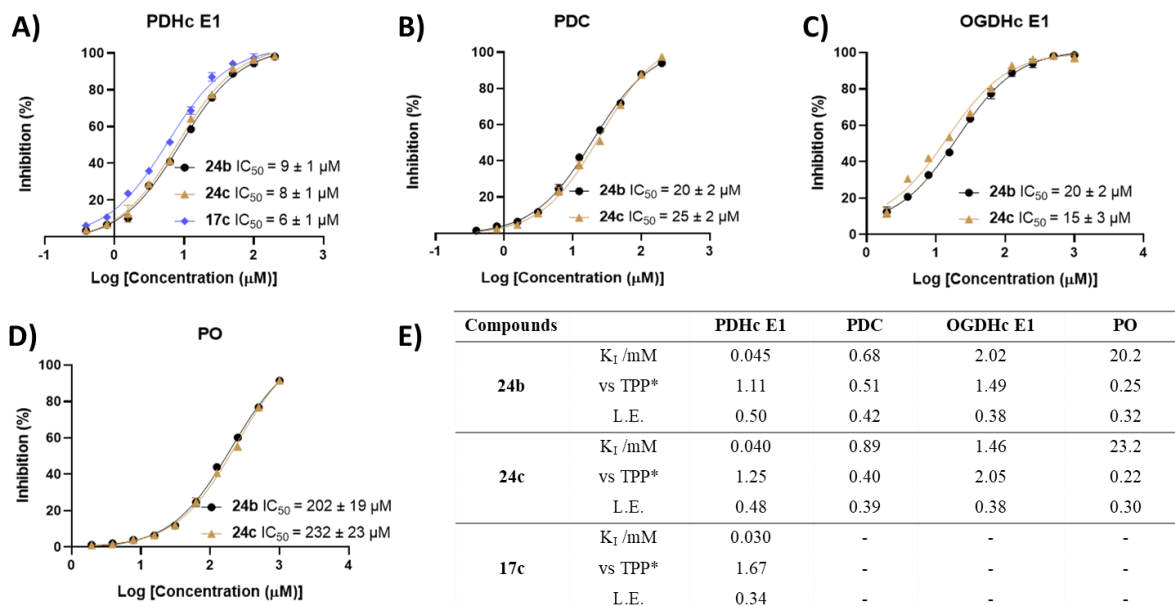 A)
PDHc E1
Inhibition (%)
100
80
60
40
20
-1
0
1
2
3
Log [Concentration (µM)]
24b IC50 = 9 ± 1 µM
24c IC50 = 8 ± 1 µM
17c IC50 = 6 ± 1 µM
B)
PDC
Inhibition (%)
100
80
60
40
20
-1
0
1
2
3
Log [Concentration (µM)]
24b IC50 = 20 ± 2 µM
24c IC50 = 25 ± 2 µM
C)
OGDHc E1
Inhibition (%)
100
80
60
40
20
0
0
1
2
3
4
Log [Concentration (µM)]
24b IC50 = 20 ± 2 µM
24c IC50 = 15 ± 3 µM
D)
PO
Inhibition (%)
100
80
60
40
20
0
0
1
2
3
4
Log [Concentration (µM)]
24b IC50 = 202 ± 19 µM
24c IC50 = 232 ± 23 µM
E)
Compounds PDHc E1 PDC OGDHc E1 PO
24b
KI /mM 0.045 0.68 2.02 20.2
vs TPP* 1.11 0.51 1.49 0.25
L.E. 0.50 0.42 0.38 0.32
24c
KI /mM 0.040 0.89 1.46 23.2
vs TPP* 1.25 0.40 2.05 0.22
L.E. 0.48 0.39 0.38 0.30
17c
KI /mM 0.030 - - -
vs TPP* 1.67 - - -
L.E. 0.34 - - -